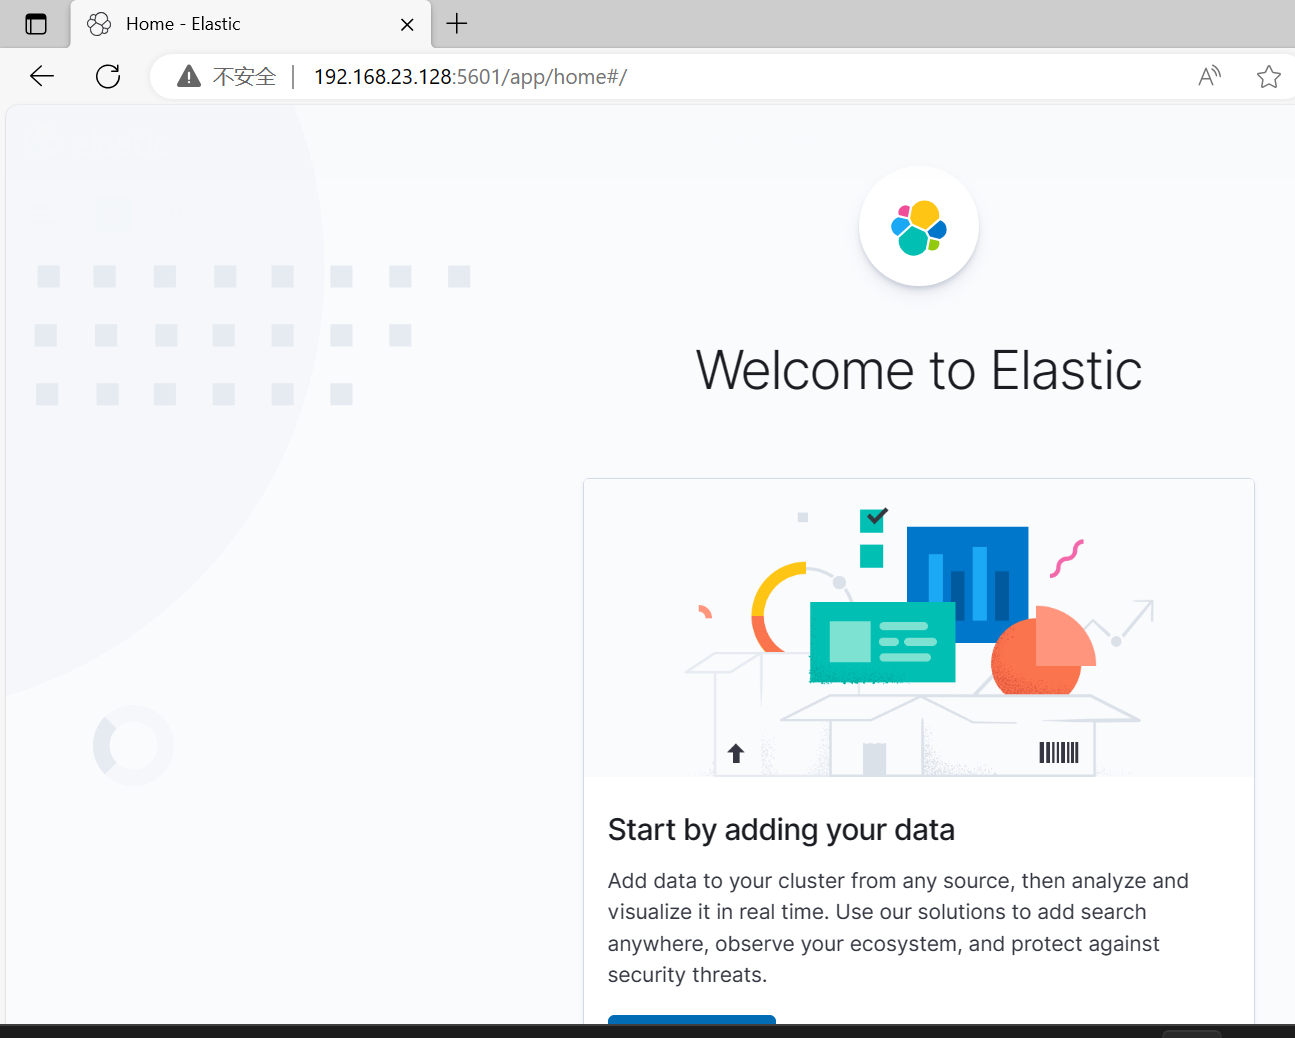 Home - Elastic
不安全 | 192.168.23.128:5601/app/home#/
Welcome to Elastic
Start by adding your data
Add data to your cluster from any source, then analyze and
visualize it in real time. Use our solutions to add search
anywhere, observe your ecosystem, and protect against
security threats.